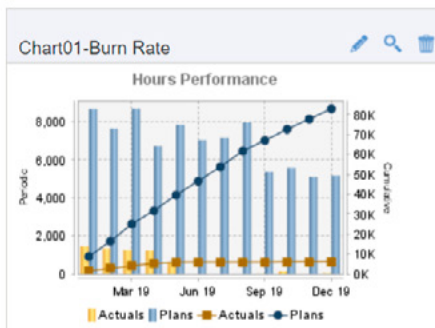 Chart01-Burn Rate
Hours Performance
8,000
6,000
4,000
2,000
0
Periodic
80K
70K
60K
50K
40K
30K
20K
10K
0K
Cumulative
Mar 19 Jun 19 Sep 19 Dec 19
Actuals Plans Actuals Plans